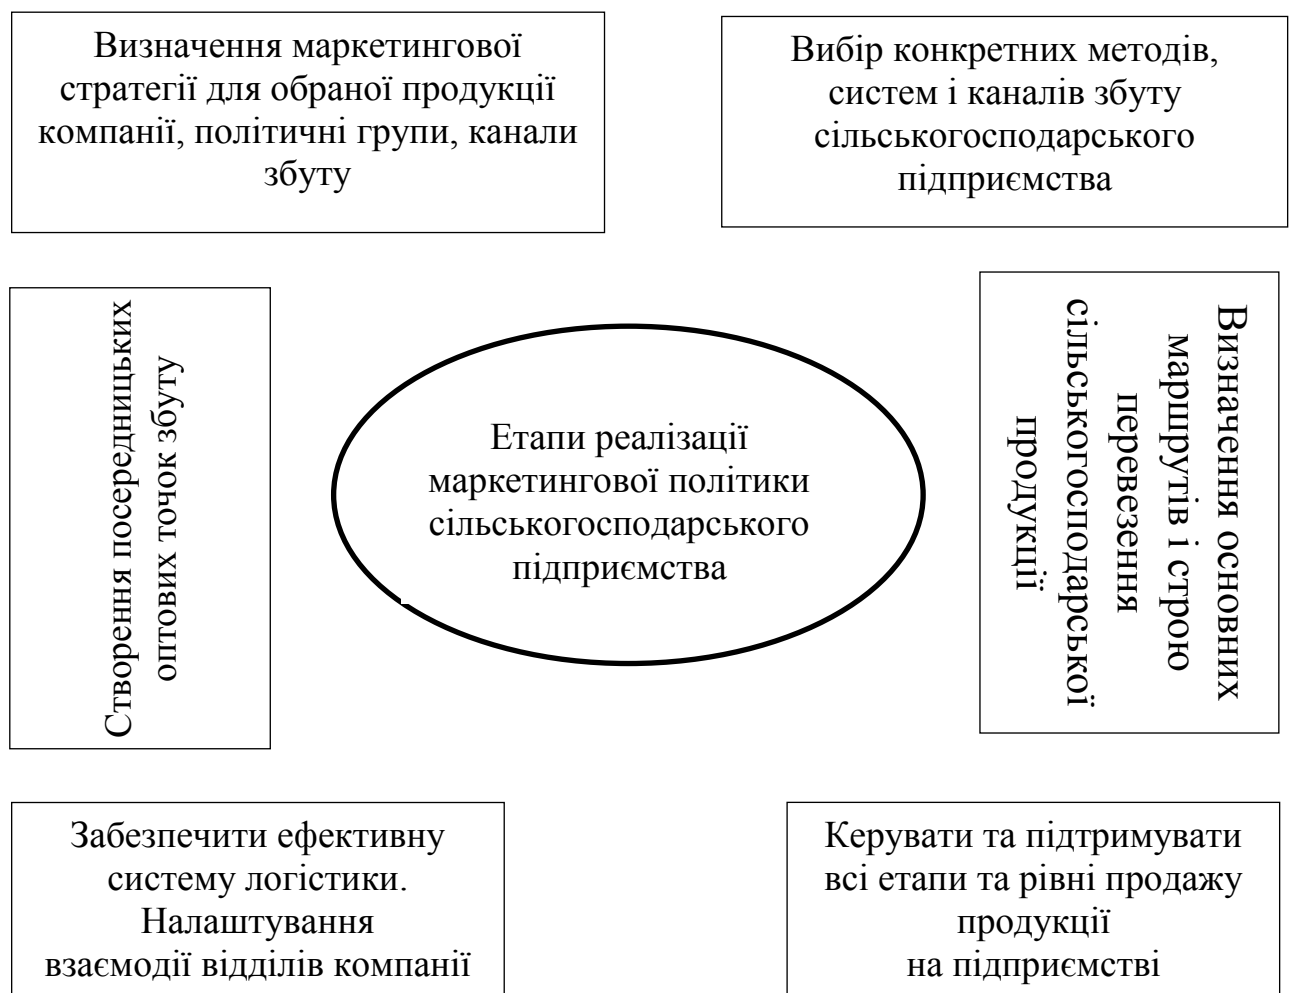 Визначення маркетингової
стратегії для обраної продукції
компанії, політичні групи, канали
збуту
Вибір конкретних методів,
систем і каналів збуту
сільськогосподарського
підприємства
Створення посередницьких
оптових точок збуту
Етапи реалізації
маркетингової політики
сільськогосподарського
підприємства
Визначення основних
маршрутів і строю
перевезення
сільськогосподарської
продукції
Забезпечити ефективну
систему логістики.
Налаштування
взаємодії відділів компанії
Керувати та підтримувати
всі етапи та рівні продажу
продукції
на підприємстві